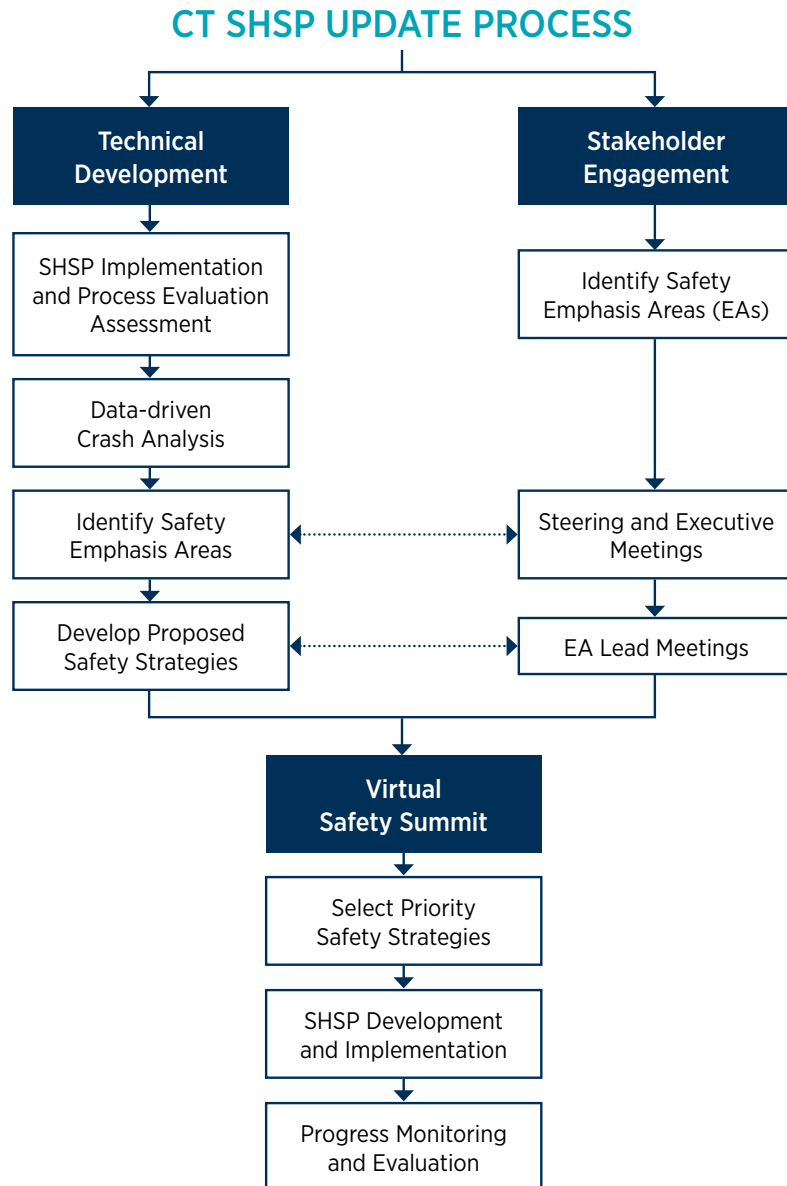 CT SHSP UPDATE PROCESS
Technical
Development
SHSP Implementation
and Process Evaluation
Assessment
Data-driven
Crash Analysis
Identify Safety
Emphasis Areas
Develop Proposed
Safety Strategies
Stakeholder
Engagement
Identify Safety
Emphasis Areas (EAs)
Steering and Executive
Meetings
EA Lead Meetings
Virtual
Safety Summit
Select Priority
Safety Strategies
SHSP Development
and Implementation
Progress Monitoring
and Evaluation